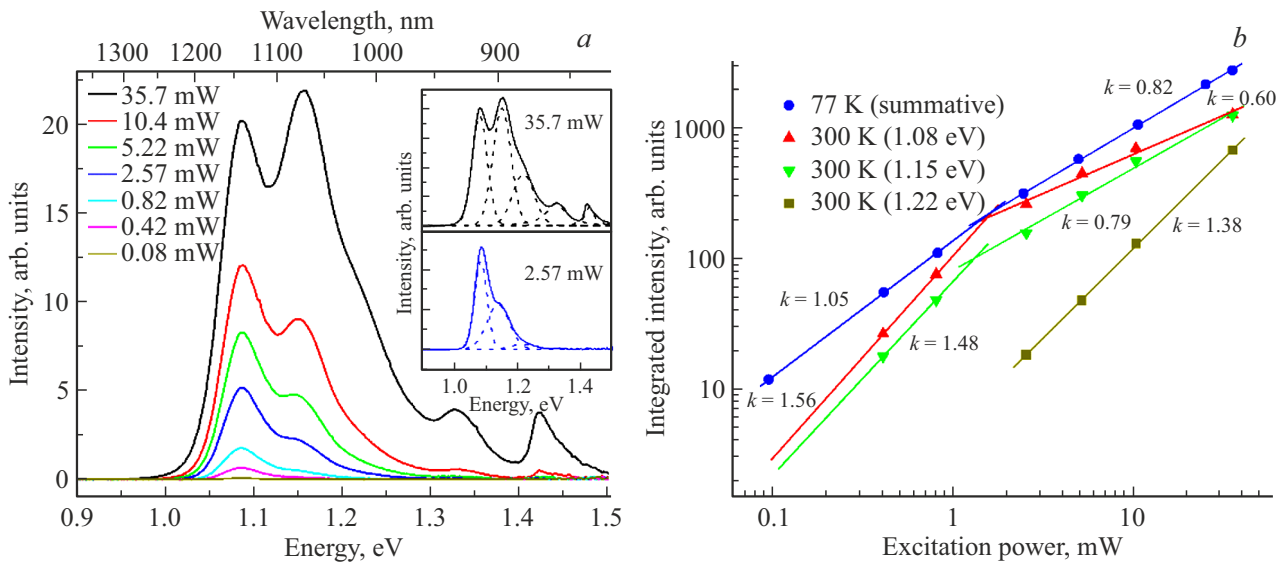 Wavelength, nm
a
1300 1200 1100 1000 900
Intensity, arb. units
20
15
10
5
0
35.7 mW
10.4 mW
5.22 mW
2.57 mW
0.82 mW
0.42 mW
0.08 mW
35.7 mW
Intensity, arb. units
2.57 mW
1.0 1.2 1.4
Energy, eV
0.9 1.0 1.1 1.2 1.3 1.4 1.5
Energy, eV
b
Integrated intensity, arb. units
1000
100
10
77 K (summative)
300 K (1.08 eV)
300 K (1.15 eV)
300 K (1.22 eV)
k = 0.82
k = 0.60
k = 0.79
k = 1.38
k = 1.05
k = 1.48
k = 1.56
0.1 1 10
Excitation power, mW